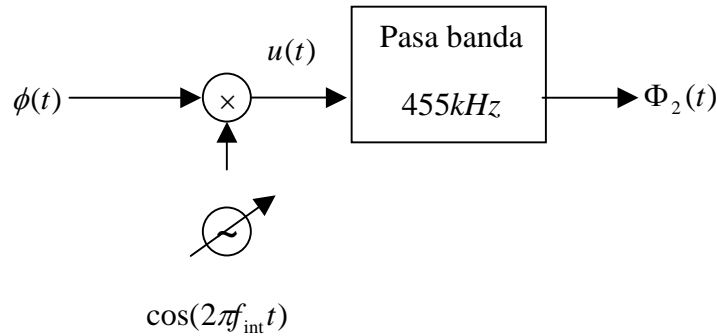 Pasa banda
u(t)
ϕ(t)
×
455kHz
Φ₂(t)
~
cos(2πf_int t)